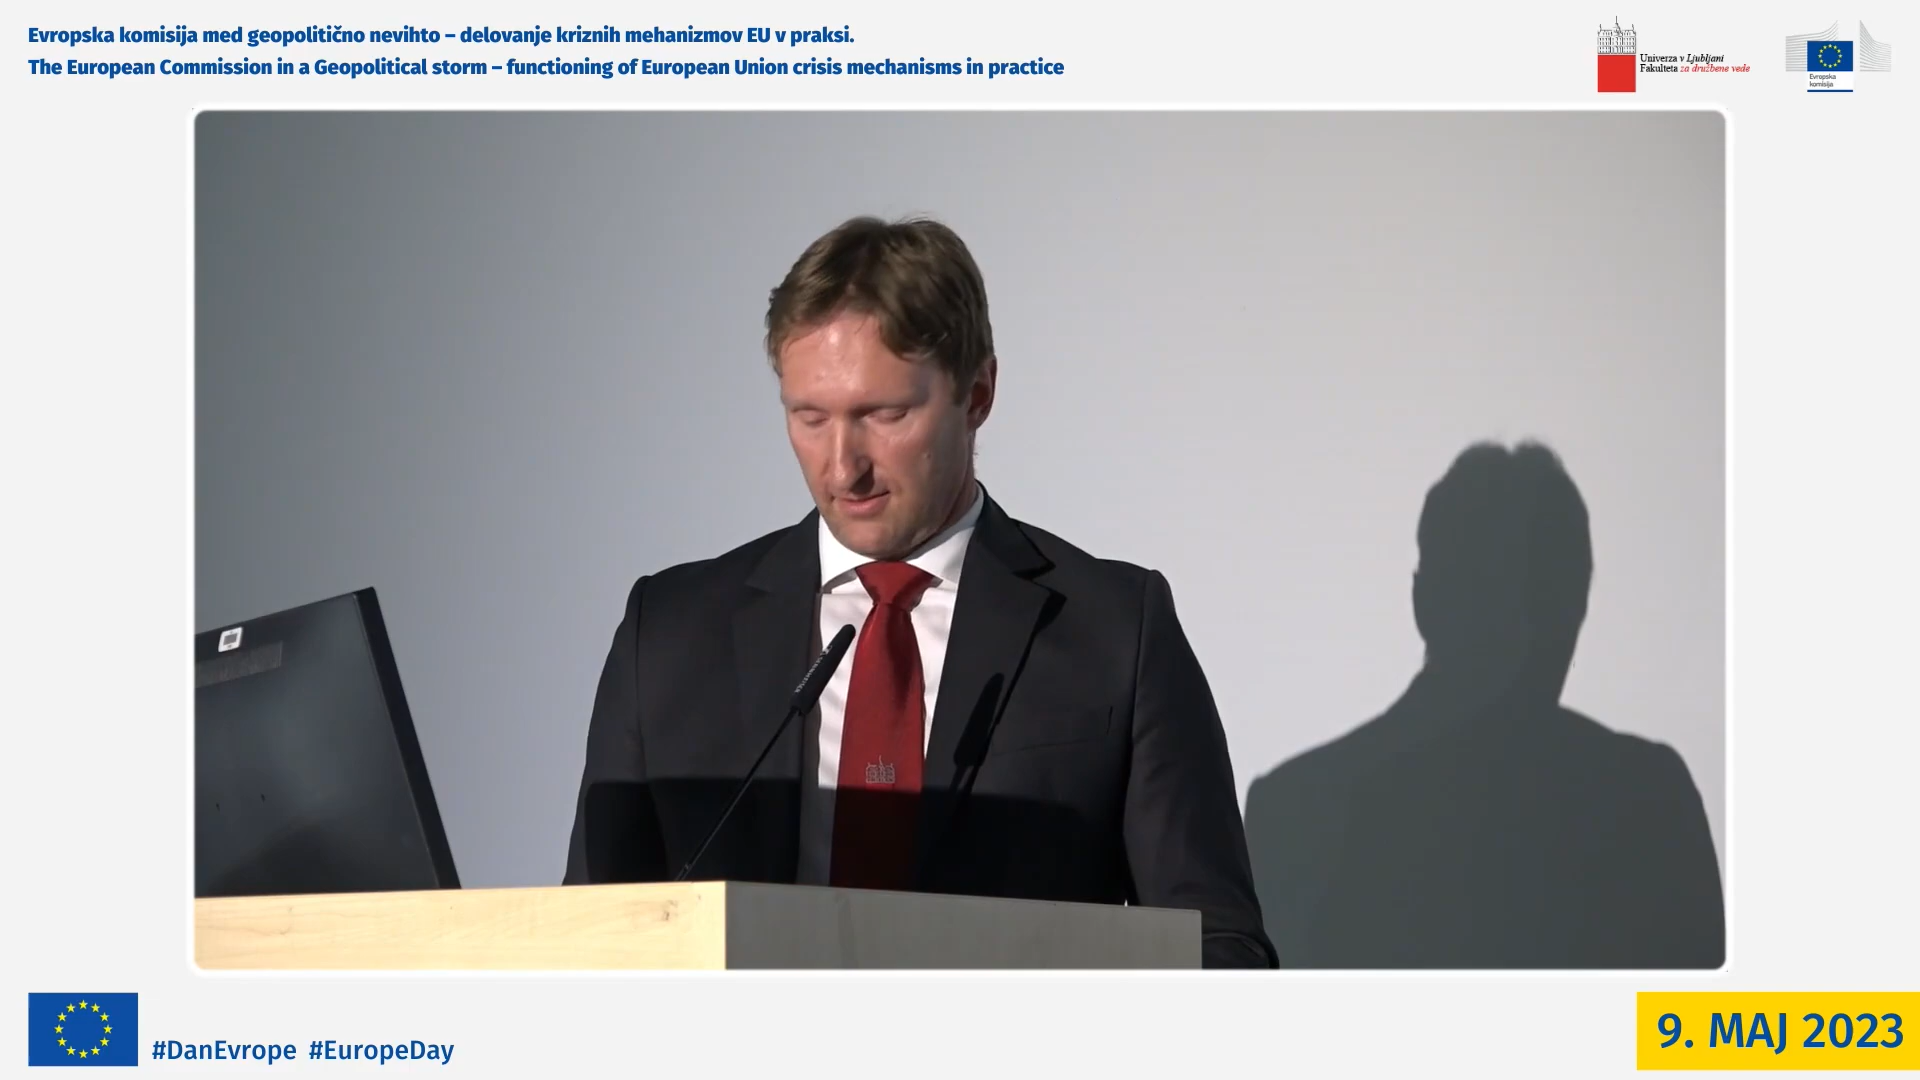 Evropska komisija med geopolitično nevihto – delovanje kriznih mehanizmov EU v praksi.
The European Commission in a Geopolitical storm – functioning of European Union crisis mechanisms in practice
Univerza v Ljubljani
Fakulteta za družbene vede
Evropska
komisija
SENNHEISER
#DanEvrope #EuropeDay
9. MAJ 2023